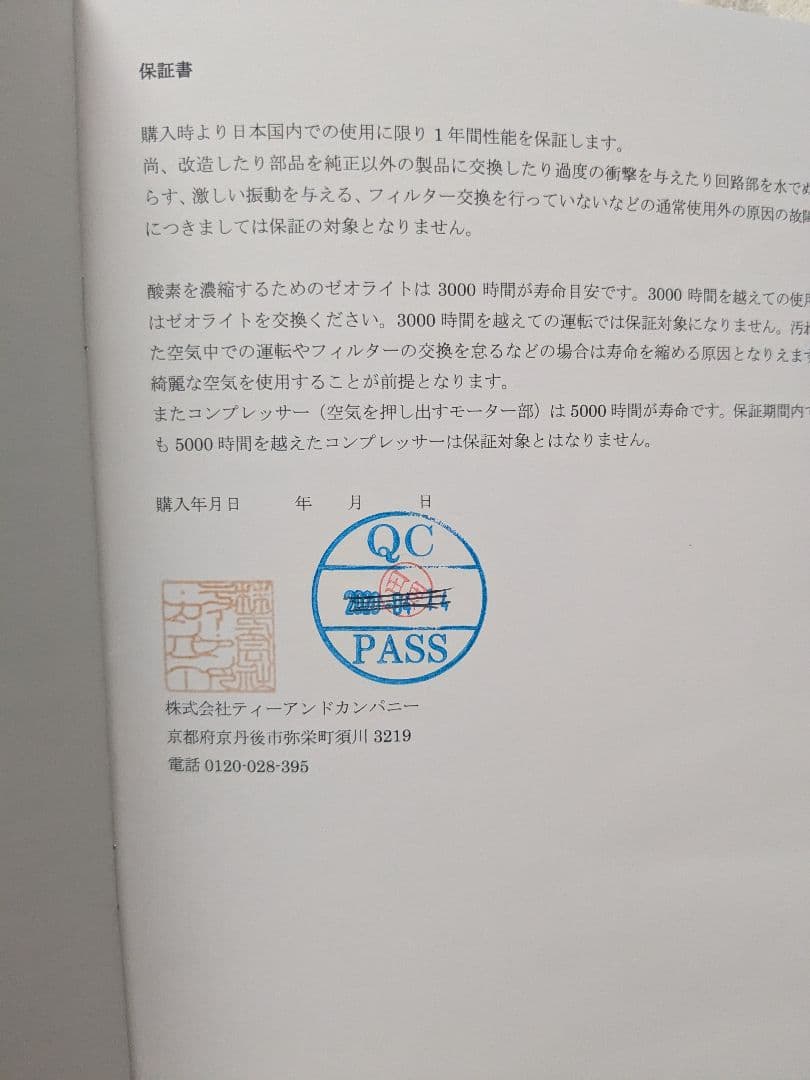 保証書
購入時より日本国内での使用に限り1年間性能を保証します。
尚、改造したり部品を純正以外の製品に交換したり過度の衝撃を与えたり回路部を水でぬ
らす、激しい振動を与える、フィルター交換を行っていないなどの通常使用外の原因の故障
につきましては保証の対象となりません。
酸素を濃縮するためのゼオライトは 3000 時間が寿命目安です。3000 時間を越えての使用
はゼオライトを交換ください。3000 時間を越えての運転では保証対象になりません。汚れ
た空気中での運転やフィルターの交換を怠るなどの場合は寿命を縮める原因となりえます
綺麗な空気を使用することが前提となります。
またコンプレッサー（空気を押し出すモーター部）は 5000 時間が寿命です。保証期間内で
も 5000 時間を越えたコンプレッサーは保証対象とはなりません。
購入年月日 年 月 日
QC
PASS
株式会社ティーアンドカンパニー
京都府京丹後市弥栄町須川 3219
電話 0120-028-395